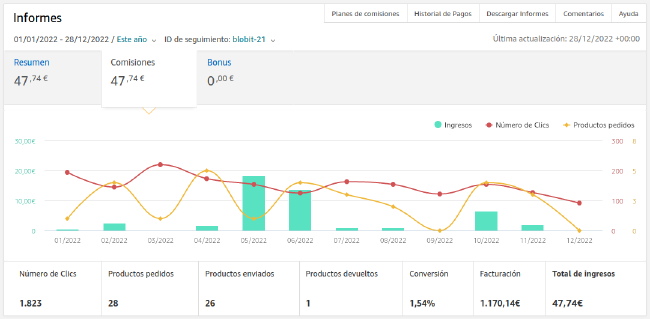 Informes
Planes de comisiones
Historial de Pagos
Descargar Informes
Comentarios
Ayuda
01/01/2022 - 28/12/2022 / Este año
ID de seguimiento: blobit-21
Última actualización: 28/12/2022 +00:00
Resumen
47,74 €
Comisiones
47,74 €
Bonus
0,00 €
Ingresos
Número de Clics
Productos pedidos
30,00€
20,00€
10,00€
0
300
200
100
0
6
5
3
0
01/2022 02/2022 03/2022 04/2022 05/2022 06/2022 07/2022 08/2022 09/2022 10/2022 11/2022 12/2022
Número de Clics
1.823
Productos pedidos
28
Productos enviados
26
Productos devueltos
1
Conversión
1,54%
Facturación
1.170,14€
Total de ingresos
47,74€